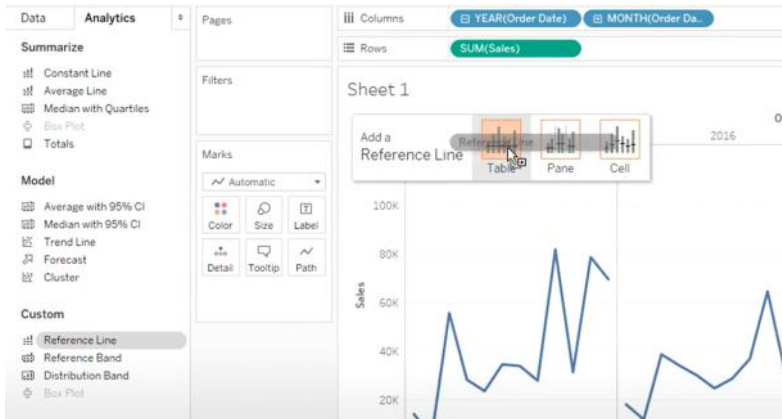 Data
Analytics
Pages
Columns
YEAR(Order Date)
MONTH(Order Da..
Rows
SUM(Sales)
Summarize
Constant Line
Average Line
Median with Quartiles
Box Plot
Totals
Filters
Sheet 1
Add a
Reference Line
Reference Line
Table
Pane
Cell
O
2016
Marks
Automatic
Color
Size
Label
Detail
Tooltip
Path
Model
Average with 95% CI
Median with 95% CI
Trend Line
Forecast
Cluster
Custom
Reference Line
Reference Band
Distribution Band
Box Plot
100K
80K
60K
40K
20K
Sales